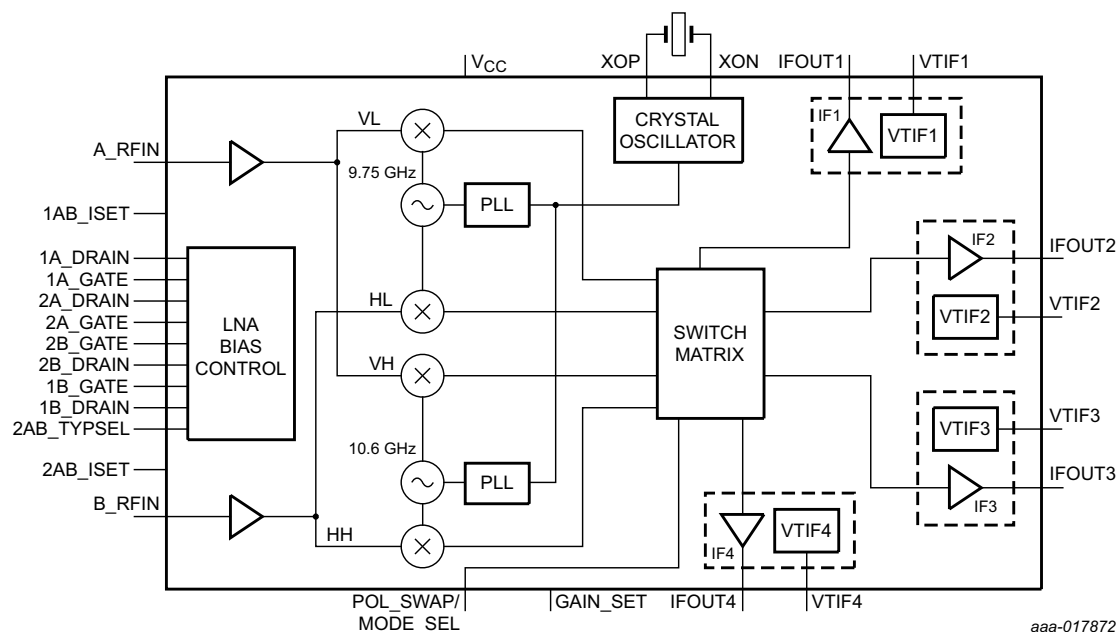 VCC
XOP
XON
IFOUT1
VTIF1
CRYSTAL
OSCILLATOR
IF1
VTIF1
A_RFIN
VL
9.75 GHz
PLL
1AB_ISET
1A_DRAIN
1A_GATE
2A_DRAIN
2A_GATE
2B_GATE
2B_DRAIN
1B_GATE
1B_DRAIN
2AB_TYPSEL
LNA
BIAS
CONTROL
HL
VH
SWITCH
MATRIX
IF2
IFOUT2
VTIF2
VTIF2
VTIF3
VTIF3
IF3
IFOUT3
2AB_ISET
B_RFIN
10.6 GHz
PLL
HH
IF4
VTIF4
POL_SWAP/
MODE_SEL
GAIN_SET
IFOUT4
VTIF4
aaa-017872